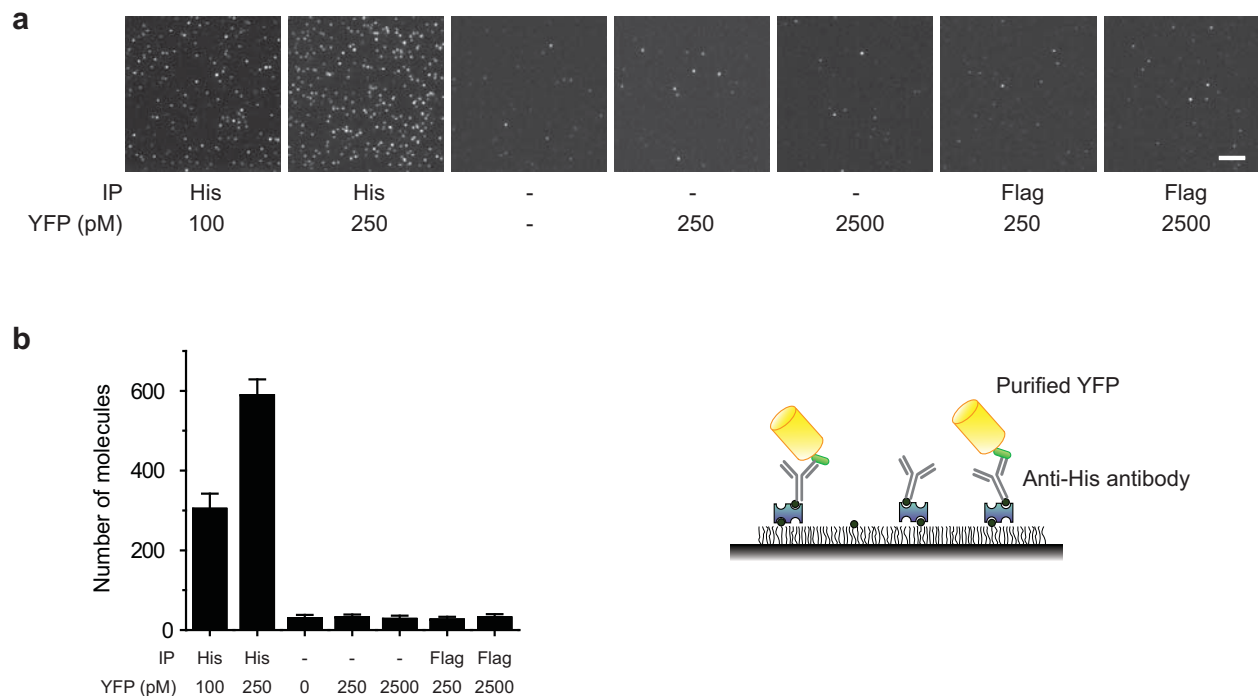 a
IP His His - - - Flag Flag
YFP (pM) 100 250 - 250 2500 250 2500
b
Number of molecules
600
400
200
0
IP His His - - - Flag Flag
YFP (pM) 100 250 0 250 2500 250 2500
Purified YFP
Anti-His antibody